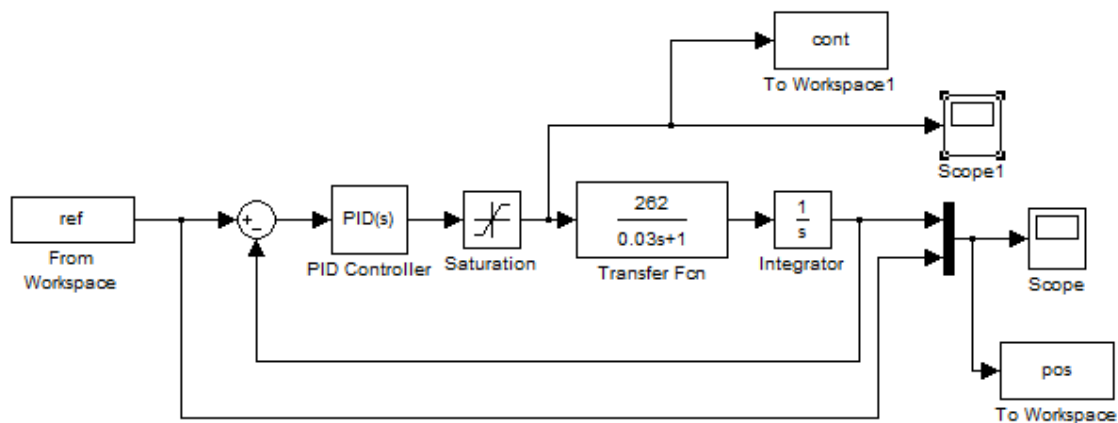 cont
To Workspace1
Scope1
ref
From
Workspace
+
−
PID(s)
PID Controller
Saturation
262
0.03s+1
Transfer Fcn
1
s
Integrator
Scope
pos
To Workspace